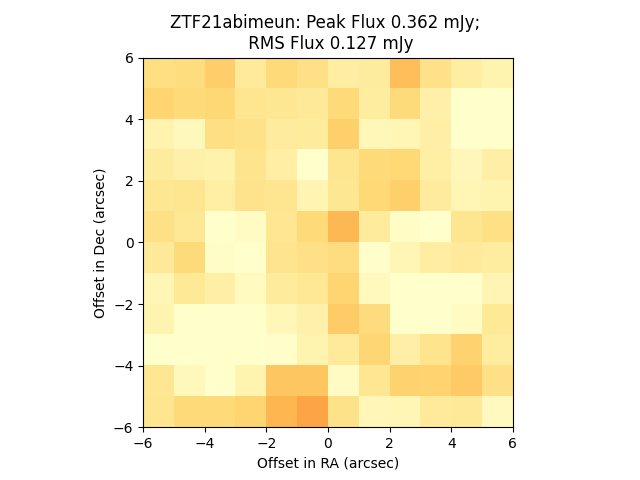 ZTF21abimeun: Peak Flux 0.362 mJy;
RMS Flux 0.127 mJy
6
4
2
0
−2
−4
−6
Offset in Dec (arcsec)
−6 −4 −2 0 2 4 6
Offset in RA (arcsec)